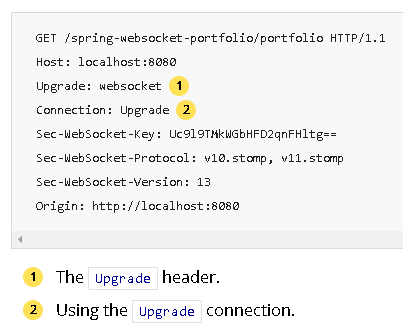 GET /spring-websocket-portfolio/portfolio HTTP/1.1
Host: localhost:8080
Upgrade: websocket 1
Connection: Upgrade 2
Sec-WebSocket-Key: Uc9l9TMkWGbHFD2qnFHltg==
Sec-WebSocket-Protocol: v10.stomp, v11.stomp
Sec-WebSocket-Version: 13
Origin: http://localhost:8080
1 The Upgrade header.
2 Using the Upgrade connection.